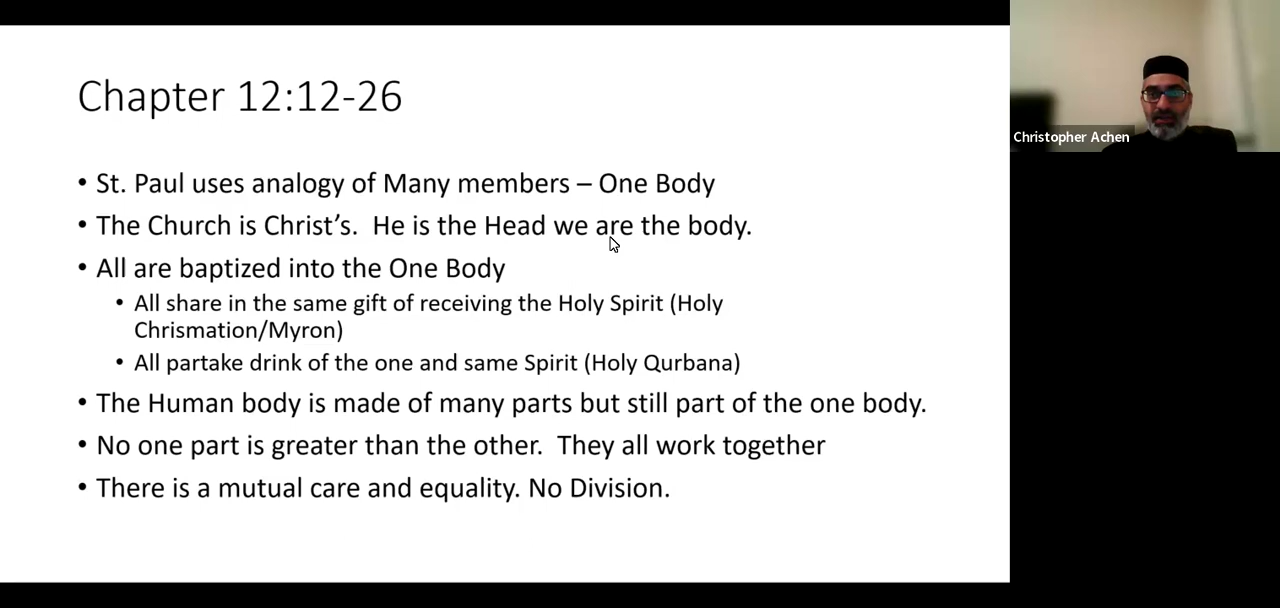 Chapter 12:12-26
Christopher Achen
• St. Paul uses analogy of Many members – One Body
• The Church is Christ’s.  He is the Head we are the body.
• All are baptized into the One Body
• All share in the same gift of receiving the Holy Spirit (Holy
Chrismation/Myron)
• All partake drink of the one and same Spirit (Holy Qurbana)
• The Human body is made of many parts but still part of the one body.
• No one part is greater than the other.  They all work together
• There is a mutual care and equality. No Division.